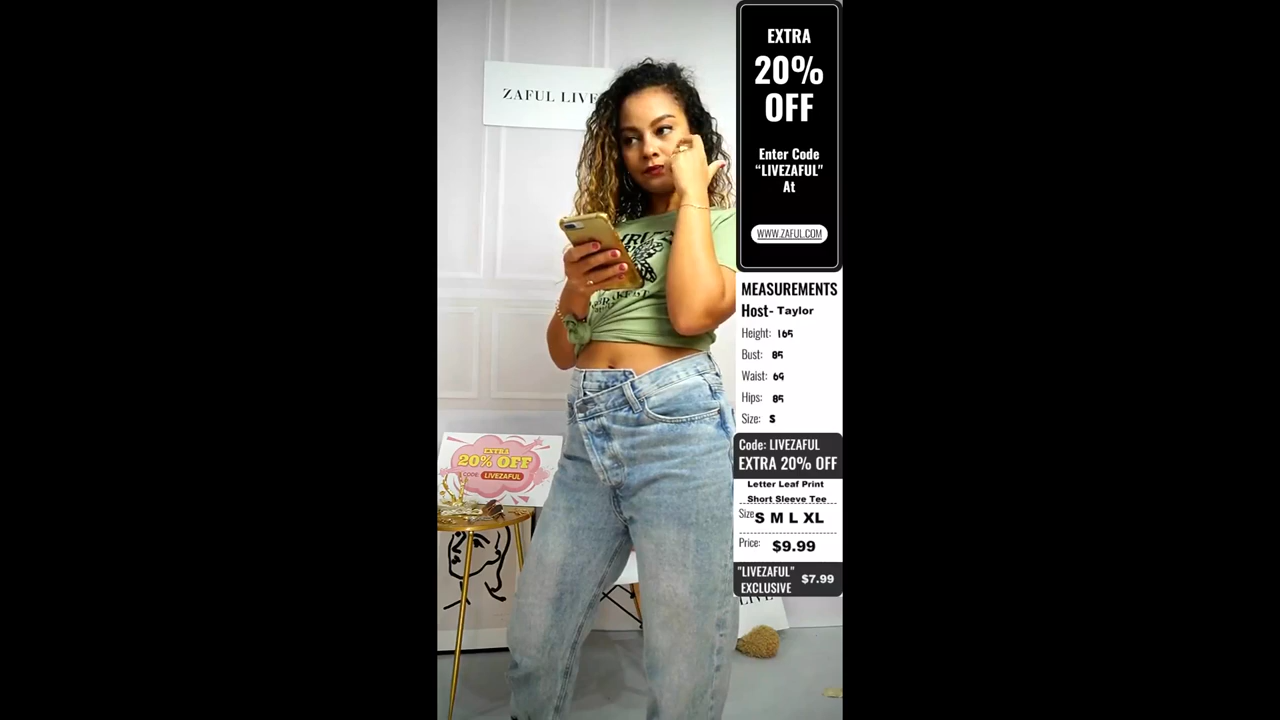 ZAFUL LIVE
EXTRA
20%
OFF
Enter Code
“LIVEZAFUL"
At
WWW.ZAFUL.COM
MEASUREMENTS
Host- Taylor
Height: 165
Bust: 85
Waist: 69
Hips: 85
Size: S
Code: LIVEZAFUL
EXTRA 20% OFF
Letter Leaf Print
Short Sleeve Tee
Size S M L XL
Price: $9.99
"LIVEZAFUL"
EXCLUSIVE
$7.99
EXTRA
20% OFF
CODE LIVEZAFUL
LIVE